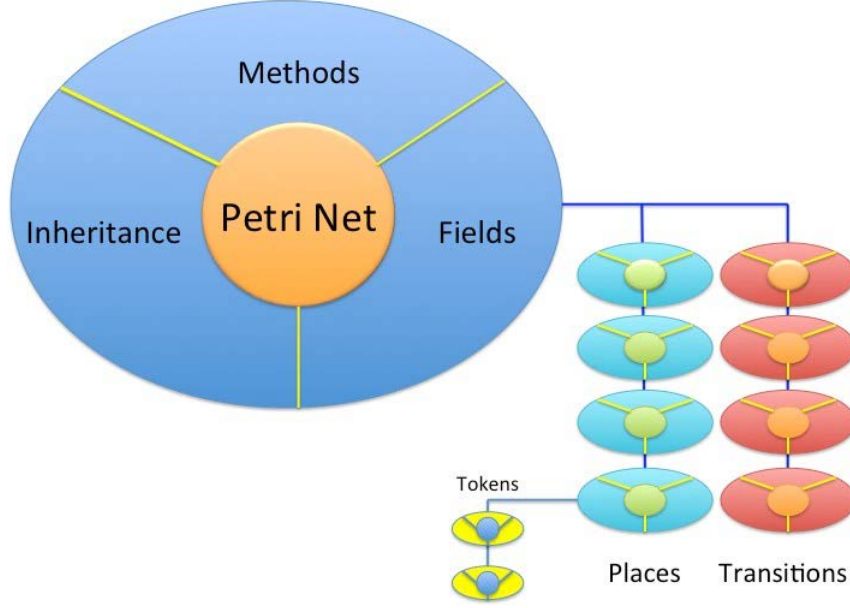 Methods
Inheritance
Petri Net
Fields
Tokens
Places
Transitions